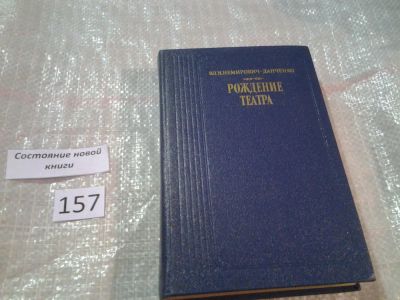 ВЛ.И.НЕМИРОВИЧ-ДАНЧЕНКО
РОЖДЕНИЕ
ТЕАТРА
Состояние новой
книги
157